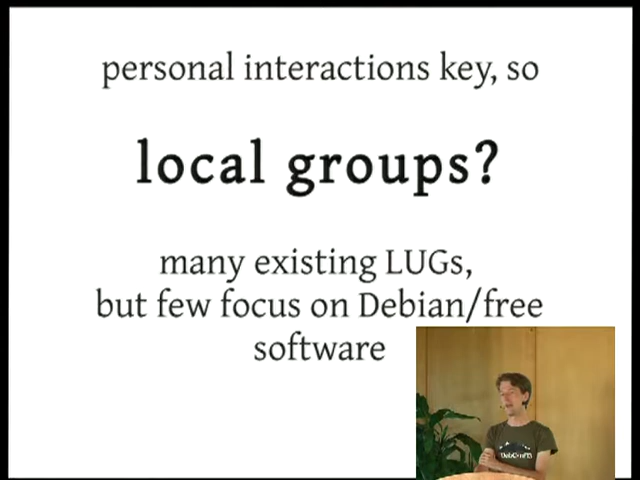 personal interactions key, so
local groups?
many existing LUGs,
but few focus on Debian/free
software